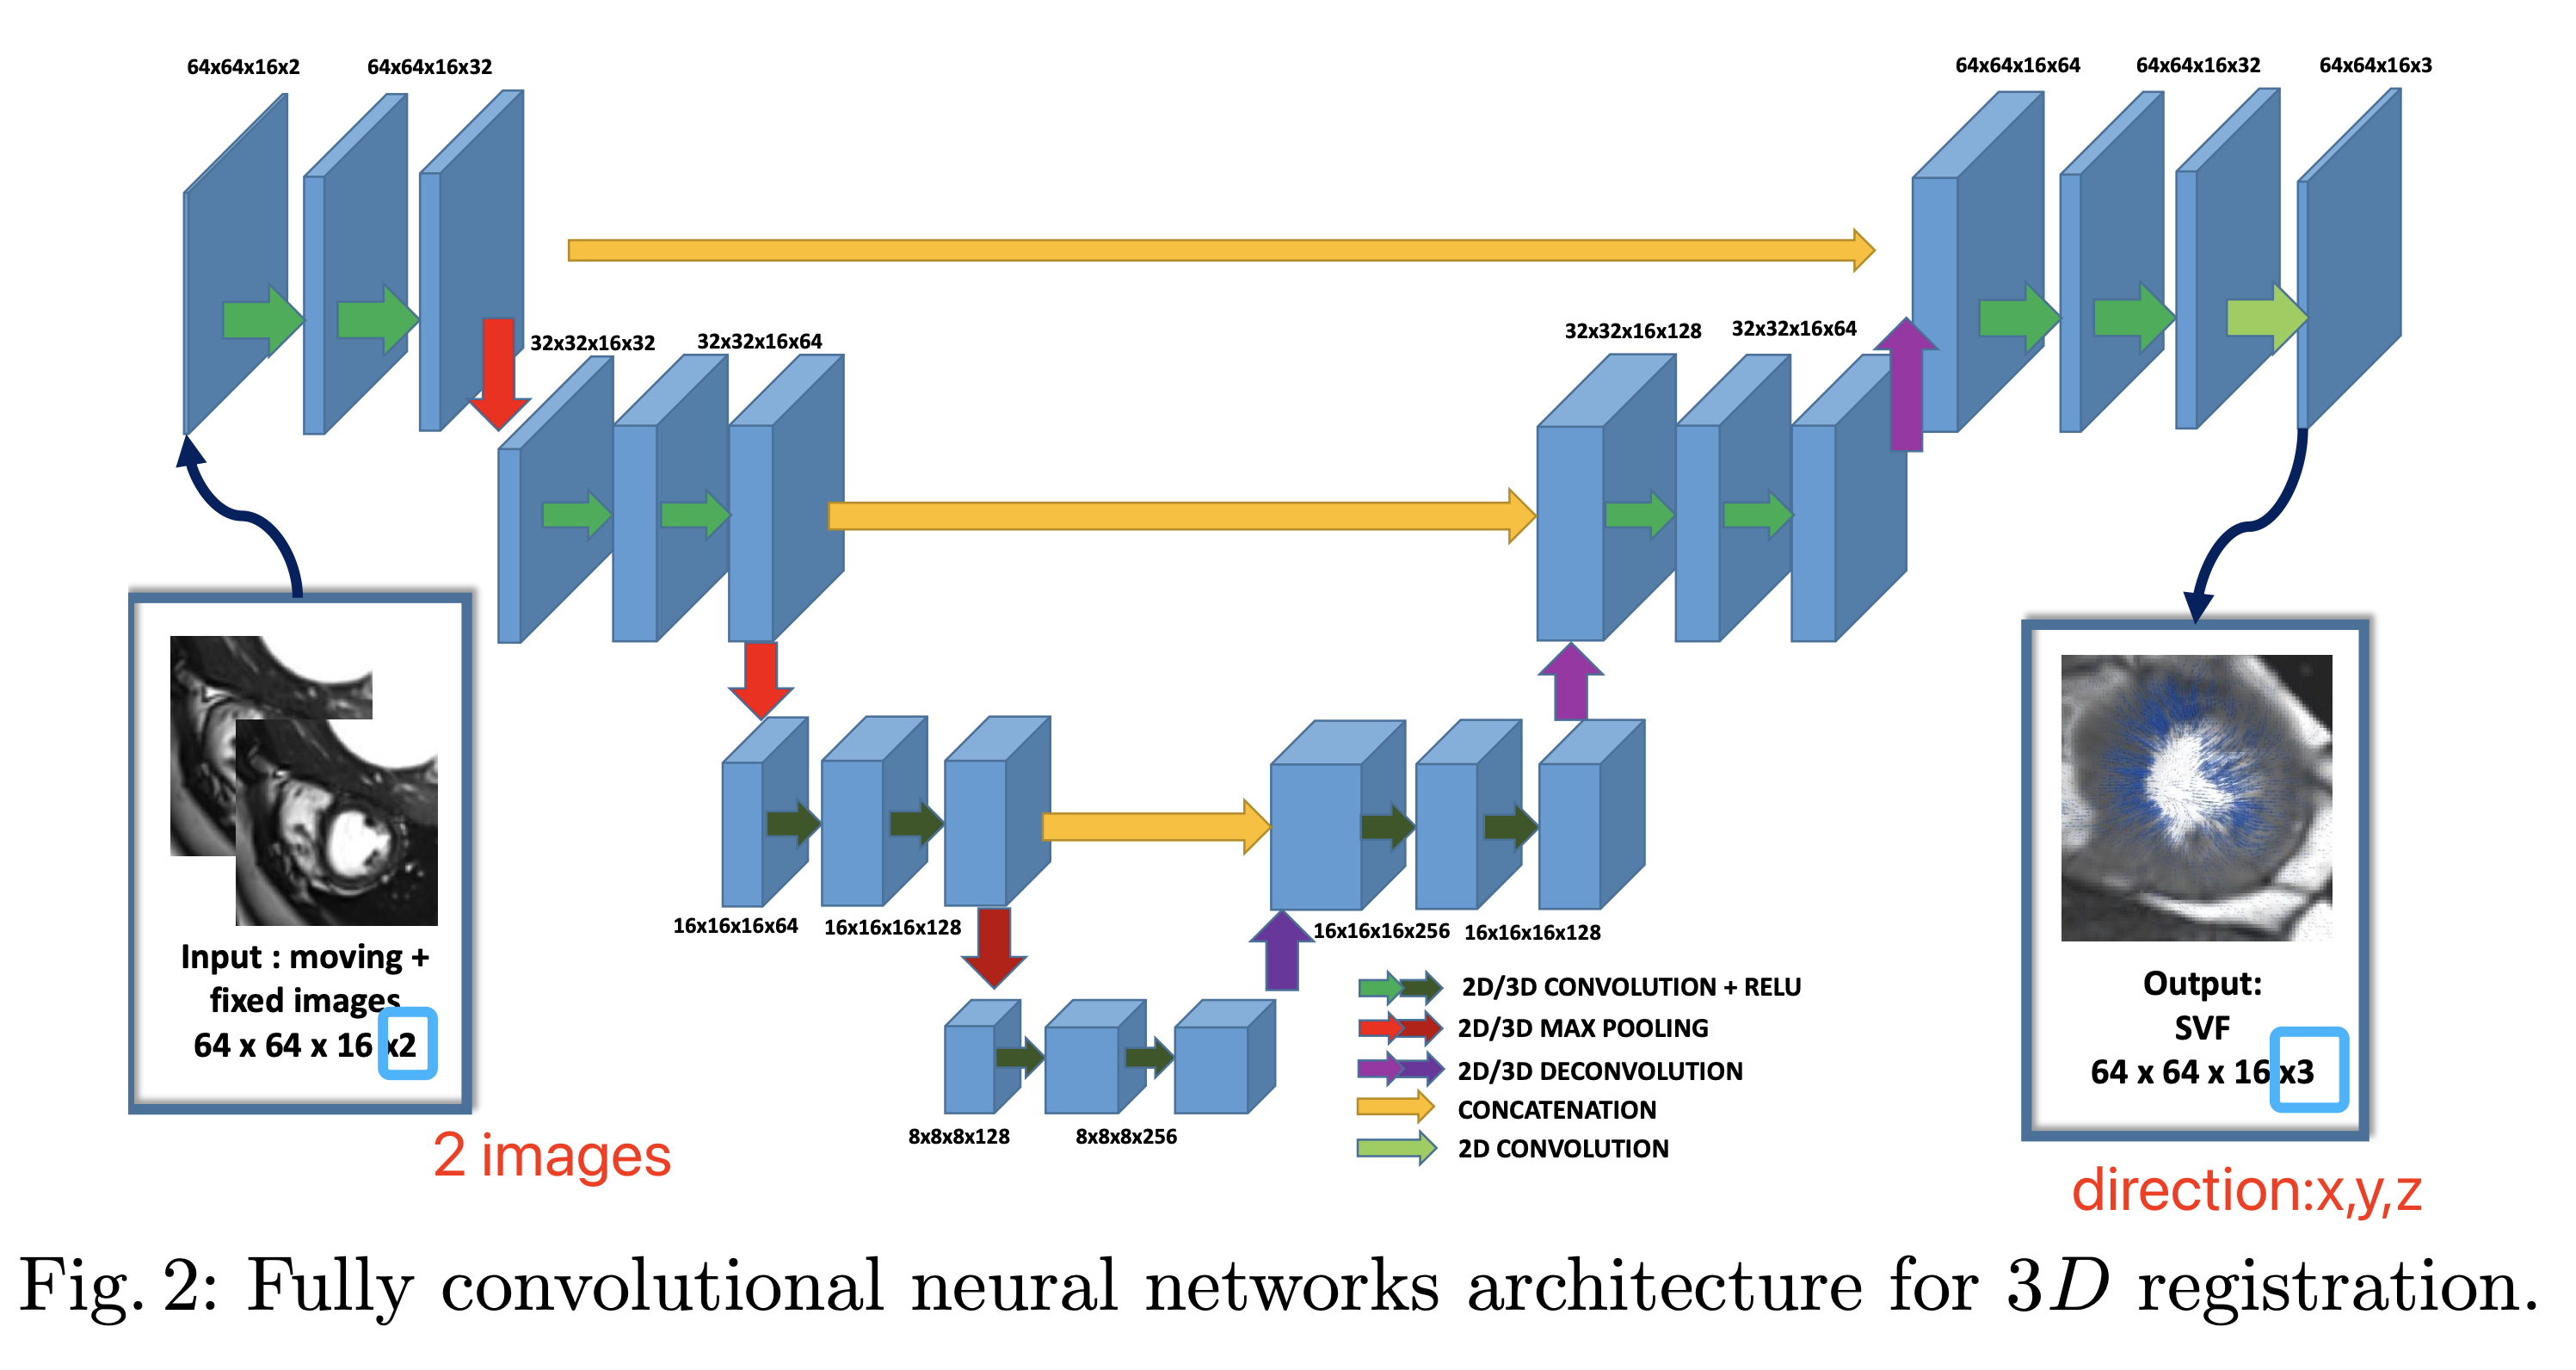 64x64x16x2
64x64x16x32
64x64x16x64
64x64x16x32
64x64x16x3
32x32x16x32
32x32x16x64
32x32x16x128
32x32x16x64
16x16x16x64
16x16x16x128
16x16x16x256
16x16x16x128
8x8x8x128
8x8x8x256
Input : moving +
fixed images
64 x 64 x 16 x2
2 images
2D/3D CONVOLUTION + RELU
2D/3D MAX POOLING
2D/3D DECONVOLUTION
CONCATENATION
2D CONVOLUTION
Output:
SVF
64 x 64 x 16 x3
direction:x,y,z
Fig. 2: Fully convolutional neural networks architecture for 3D registration.